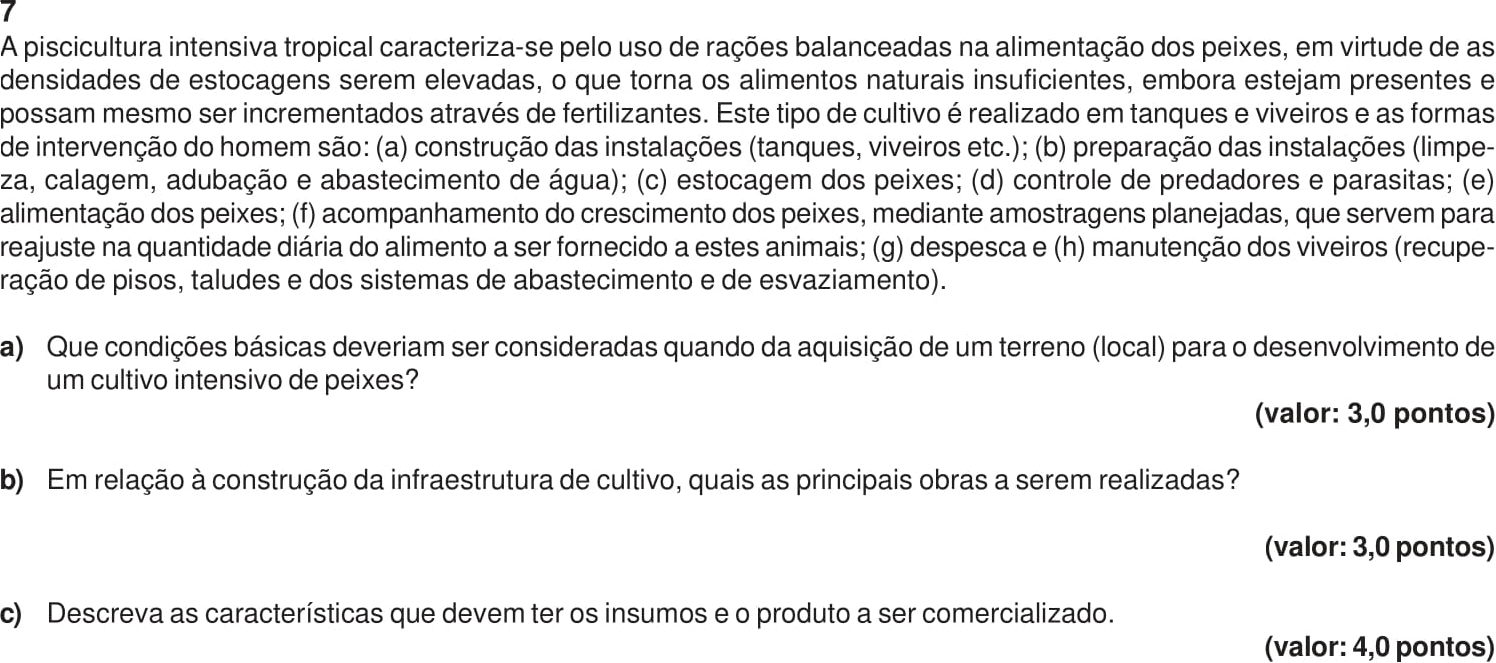 7
A piscicultura intensiva tropical caracteriza-se pelo uso de rações balanceadas na alimentação dos peixes, em virtude de as
densidades de estocagens serem elevadas, o que torna os alimentos naturais insuficientes, embora estejam presentes e
possam mesmo ser incrementados através de fertilizantes. Este tipo de cultivo é realizado em tanques e viveiros e as formas
de intervenção do homem são: (a) construção das instalações (tanques, viveiros etc.); (b) preparação das instalações (limpe-
za, calagem, adubação e abastecimento de água); (c) estocagem dos peixes; (d) controle de predadores e parasitas; (e)
alimentação dos peixes; (f) acompanhamento do crescimento dos peixes, mediante amostragens planejadas, que servem para
reajuste na quantidade diária do alimento a ser fornecido a estes animais; (g) despesca e (h) manutenção dos viveiros (recupe-
ração de pisos, taludes e dos sistemas de abastecimento e de esvaziamento).
a) Que condições básicas deveriam ser consideradas quando da aquisição de um terreno (local) para o desenvolvimento de
um cultivo intensivo de peixes?
(valor: 3,0 pontos)
b) Em relação à construção da infraestrutura de cultivo, quais as principais obras a serem realizadas?
(valor: 3,0 pontos)
c) Descreva as características que devem ter os insumos e o produto a ser comercializado.
(valor: 4,0 pontos)